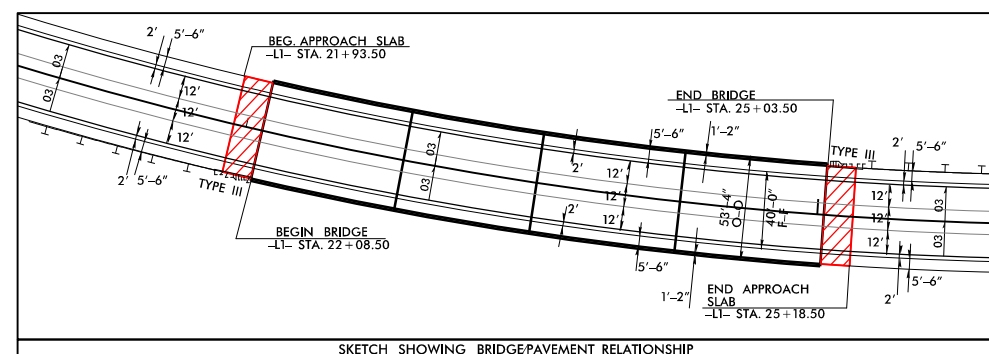 2'
5'-6"
BEG. APPROACH SLAB
-L1- STA. 21+93.50
03
03
12'
12'
12'
2'
5'-6"
TYPE III
BEGIN BRIDGE
-L1- STA. 22+08.50
03
03
2'
2'
12'
12'
12'
5'-6"
1'-2"
5'-6"
1'-2"
53'-4"
O-O
40'-0"
F-F
END BRIDGE
-L1- STA. 25+03.50
TYPE III
2'
5'-6"
12'
12'
12'
03
03
2'
5'-6"
END APPROACH
SLAB
-L1- STA. 25+18.50
SKETCH SHOWING BRIDGE/PAVEMENT RELATIONSHIP